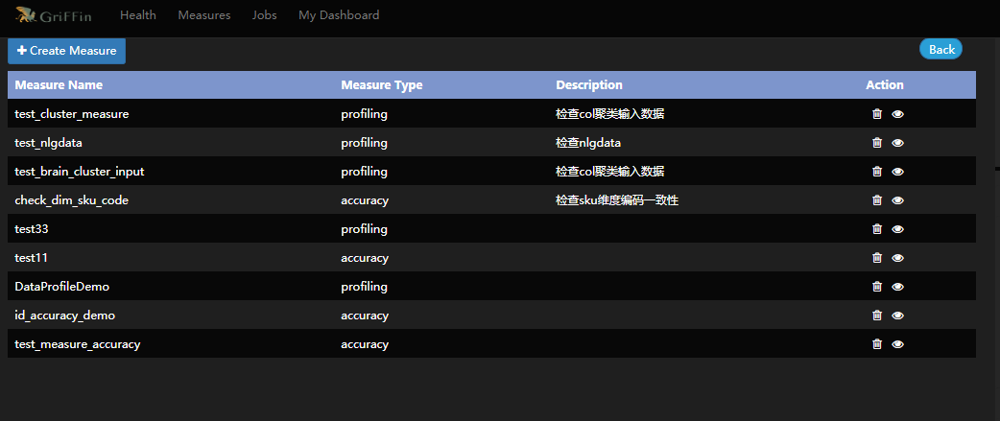 GriFFin Health Measures Jobs My Dashboard
Create Measure Back
Measure Name Measure Type Description Action
test_cluster_measure profiling 检查col聚类输入数据
test_nlgdata profiling 检查nlgdata
test_brain_cluster_input profiling 检查col聚类输入数据
check_dim_sku_code accuracy 检查sku维度编码一致性
test33 profiling
test11 accuracy
DataProfileDemo profiling
id_accuracy_demo accuracy
test_measure_accuracy accuracy